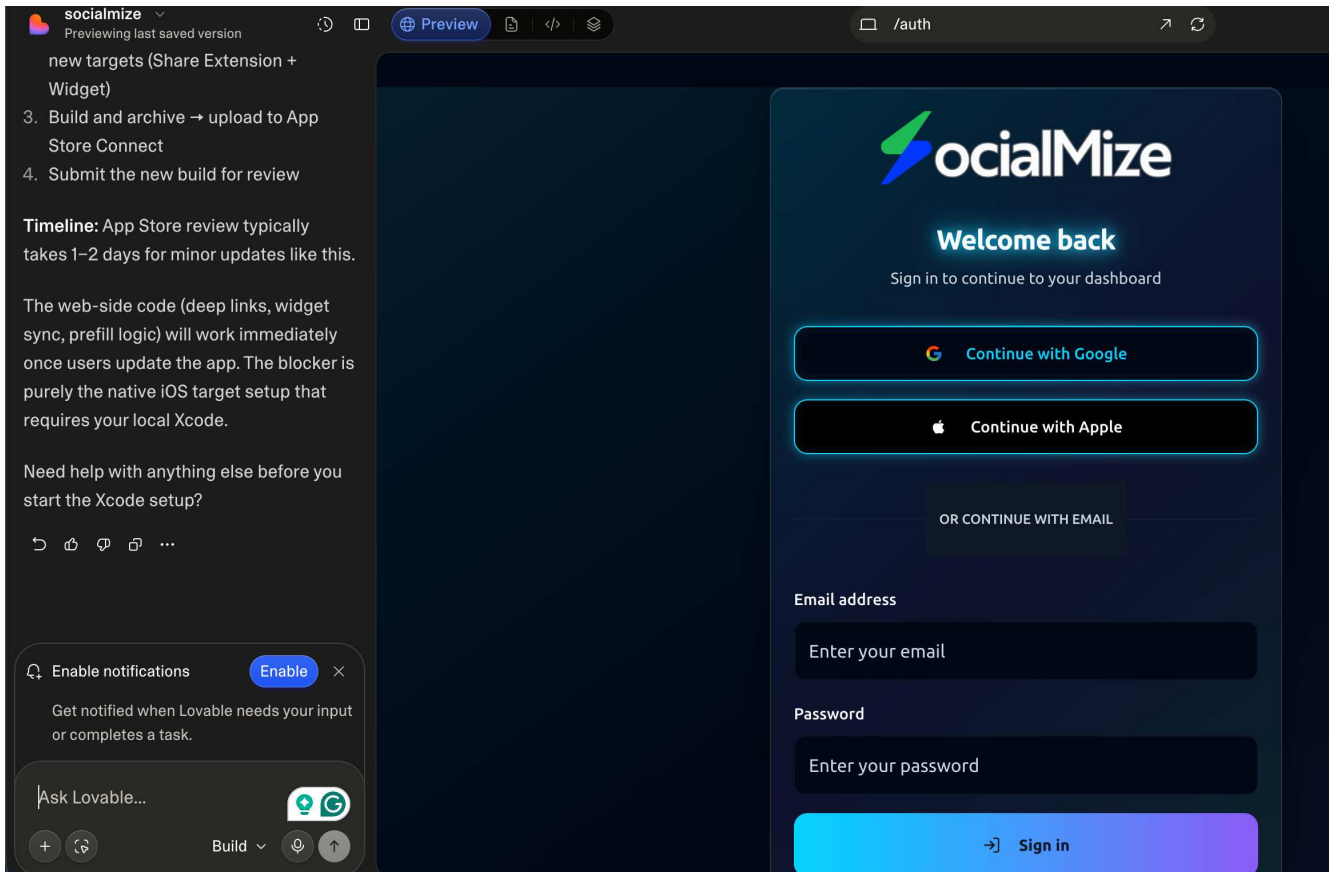 socialmize
Previewing last saved version
new targets (Share Extension +
Widget)
3. Build and archive → upload to App
Store Connect
4. Submit the new build for review
Timeline: App Store review typically
takes 1–2 days for minor updates like this.
The web-side code (deep links, widget
sync, prefill logic) will work immediately
once users update the app. The blocker is
purely the native iOS target setup that
requires your local Xcode.
Need help with anything else before you
start the Xcode setup?
Enable notifications
Enable
Get notified when Lovable needs your input
or completes a task.
Ask Lovable...
Build
Preview
/auth
SocialMize
Welcome back
Sign in to continue to your dashboard
Continue with Google
Continue with Apple
OR CONTINUE WITH EMAIL
Email address
Enter your email
Password
Enter your password
Sign in